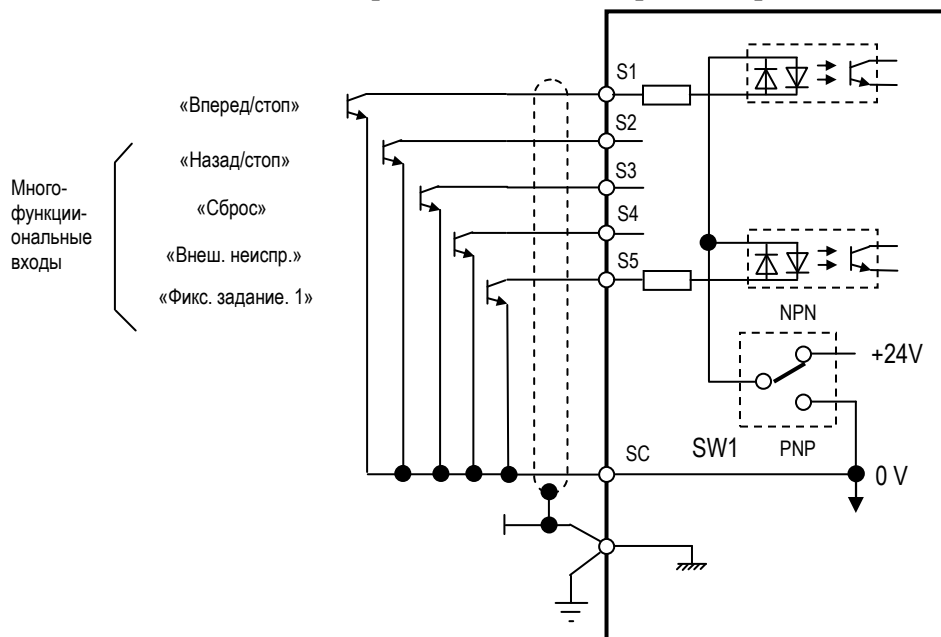 S1
«Вперед/стоп»
S2
«Назад/стоп»
S3
Много-
функции-
ональные
входы
«Сброс»
S4
«Внеш. неиспр.»
S5
«Фикс. задание. 1»
NPN
+24V
SC
SW1
PNP
0 V